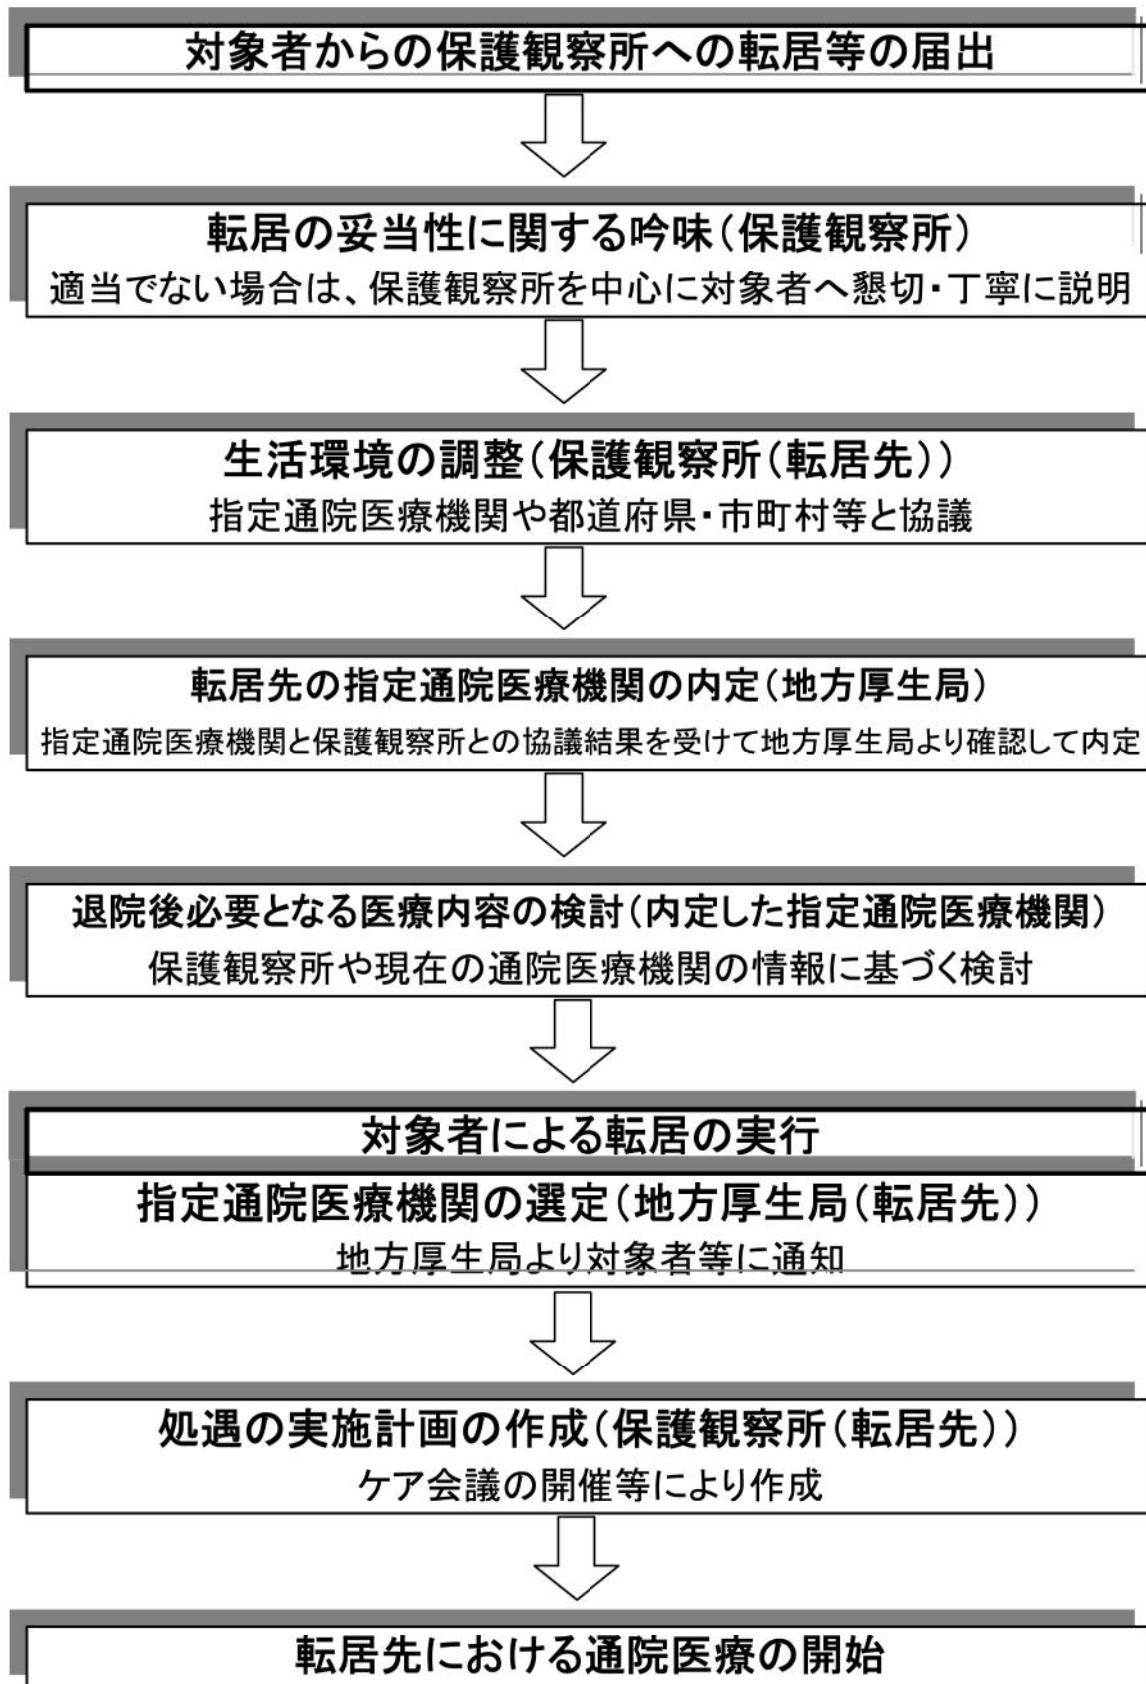 対象者からの保護観察所への転居等の届出
転居の妥当性に関する吟味(保護観察所)
適当でない場合は、保護観察所を中心に対象者へ懇切・丁寧に説明
生活環境の調整(保護観察所(転居先))
指定通院医療機関や都道府県・市町村等と協議
転居先の指定通院医療機関の内定(地方厚生局)
指定通院医療機関と保護観察所との協議結果を受けて地方厚生局より確認して内定
退院後必要となる医療内容の検討(内定した指定通院医療機関)
保護観察所や現在の通院医療機関の情報に基づく検討
対象者による転居の実行
指定通院医療機関の選定(地方厚生局(転居先))
地方厚生局より対象者等に通知
処遇の実施計画の作成(保護観察所(転居先))
ケア会議の開催等により作成
転居先における通院医療の開始